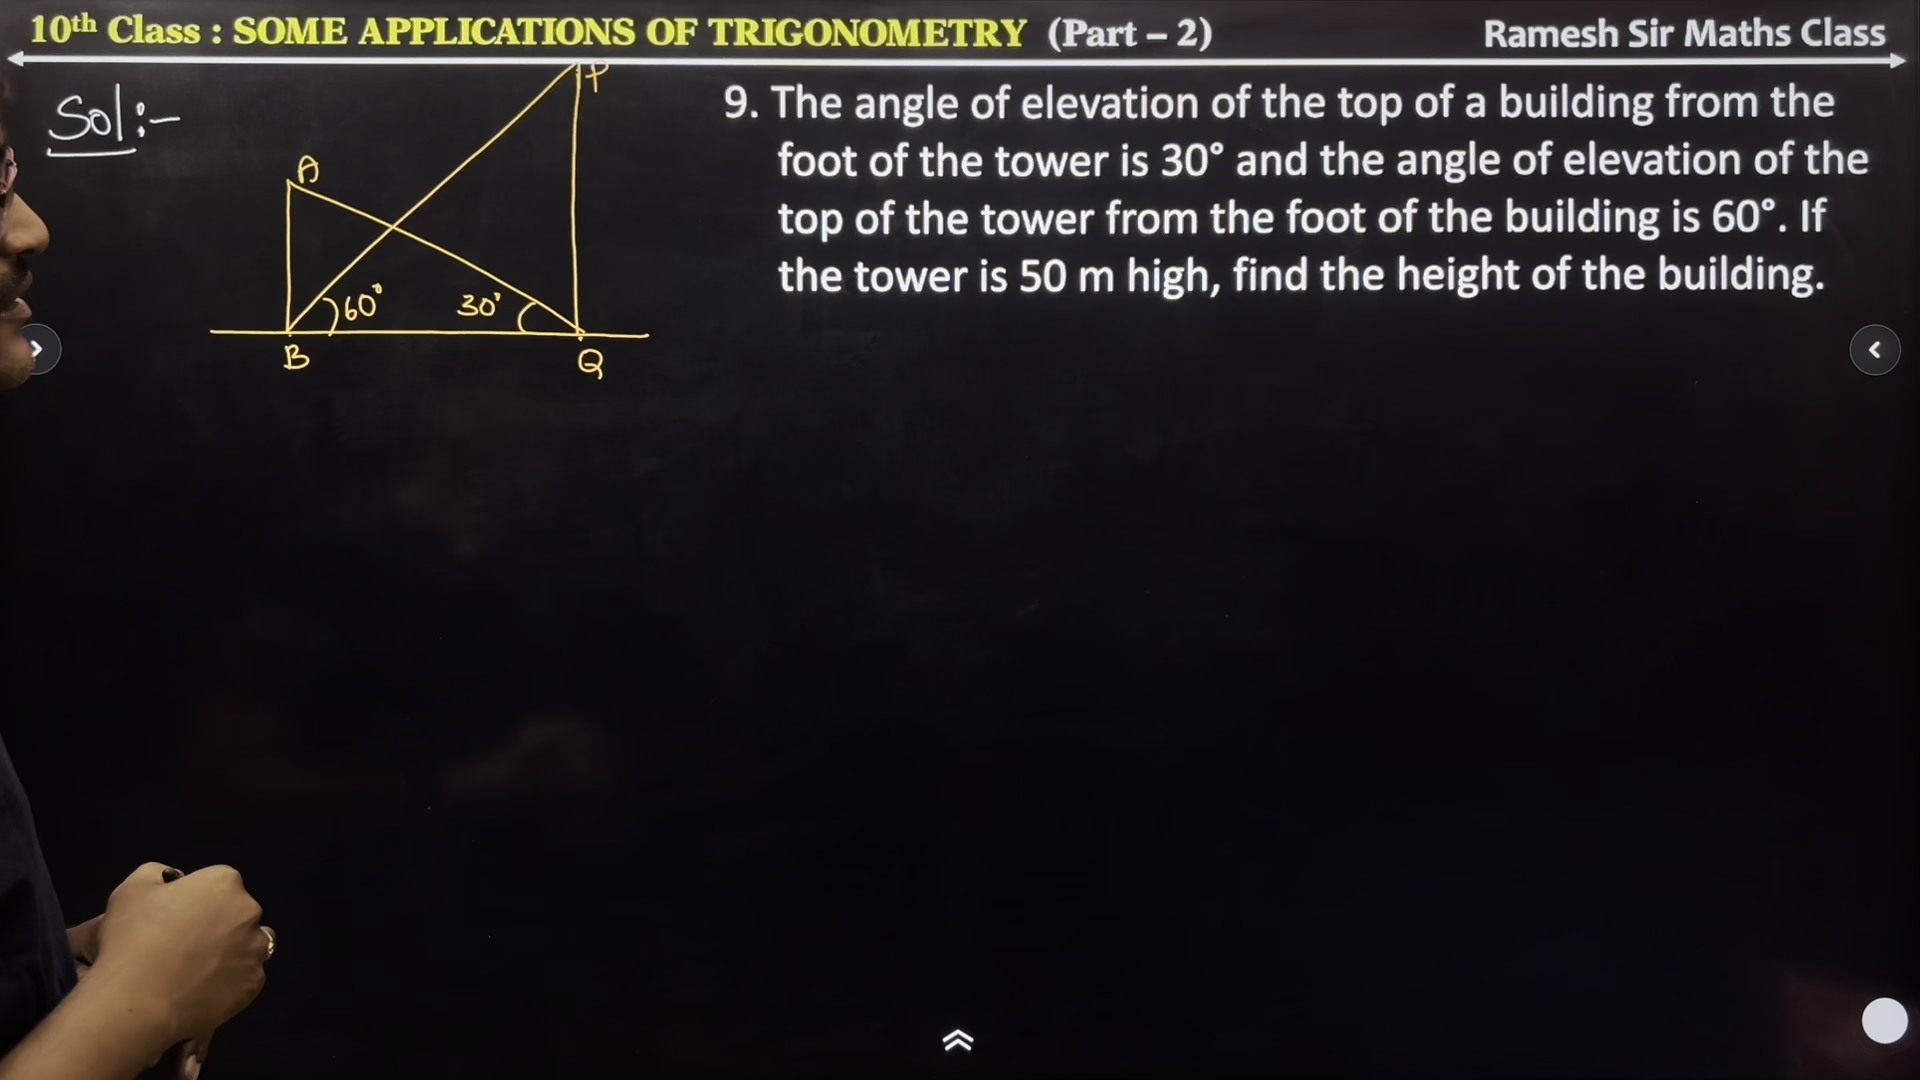 10th Class : SOME APPLICATIONS OF TRIGONOMETRY (Part – 2)
Ramesh Sir Maths Class
Sol:-
P
A
60°
30°
B
Q
9. The angle of elevation of the top of a building from the
foot of the tower is 30° and the angle of elevation of the
top of the tower from the foot of the building is 60°. If
the tower is 50 m high, find the height of the building.